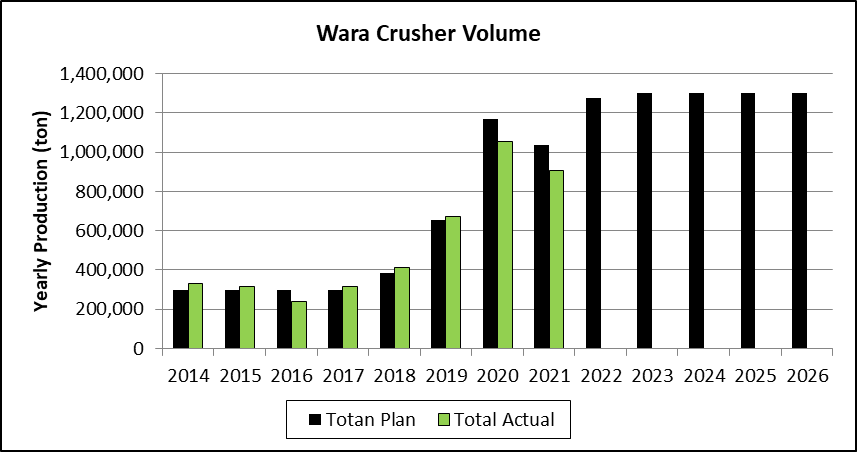 Wara Crusher Volume
Yearly Production (ton)
1,400,000
1,200,000
1,000,000
800,000
600,000
400,000
200,000
0
2014 2015 2016 2017 2018 2019 2020 2021 2022 2023 2024 2025 2026
Totan Plan Total Actual